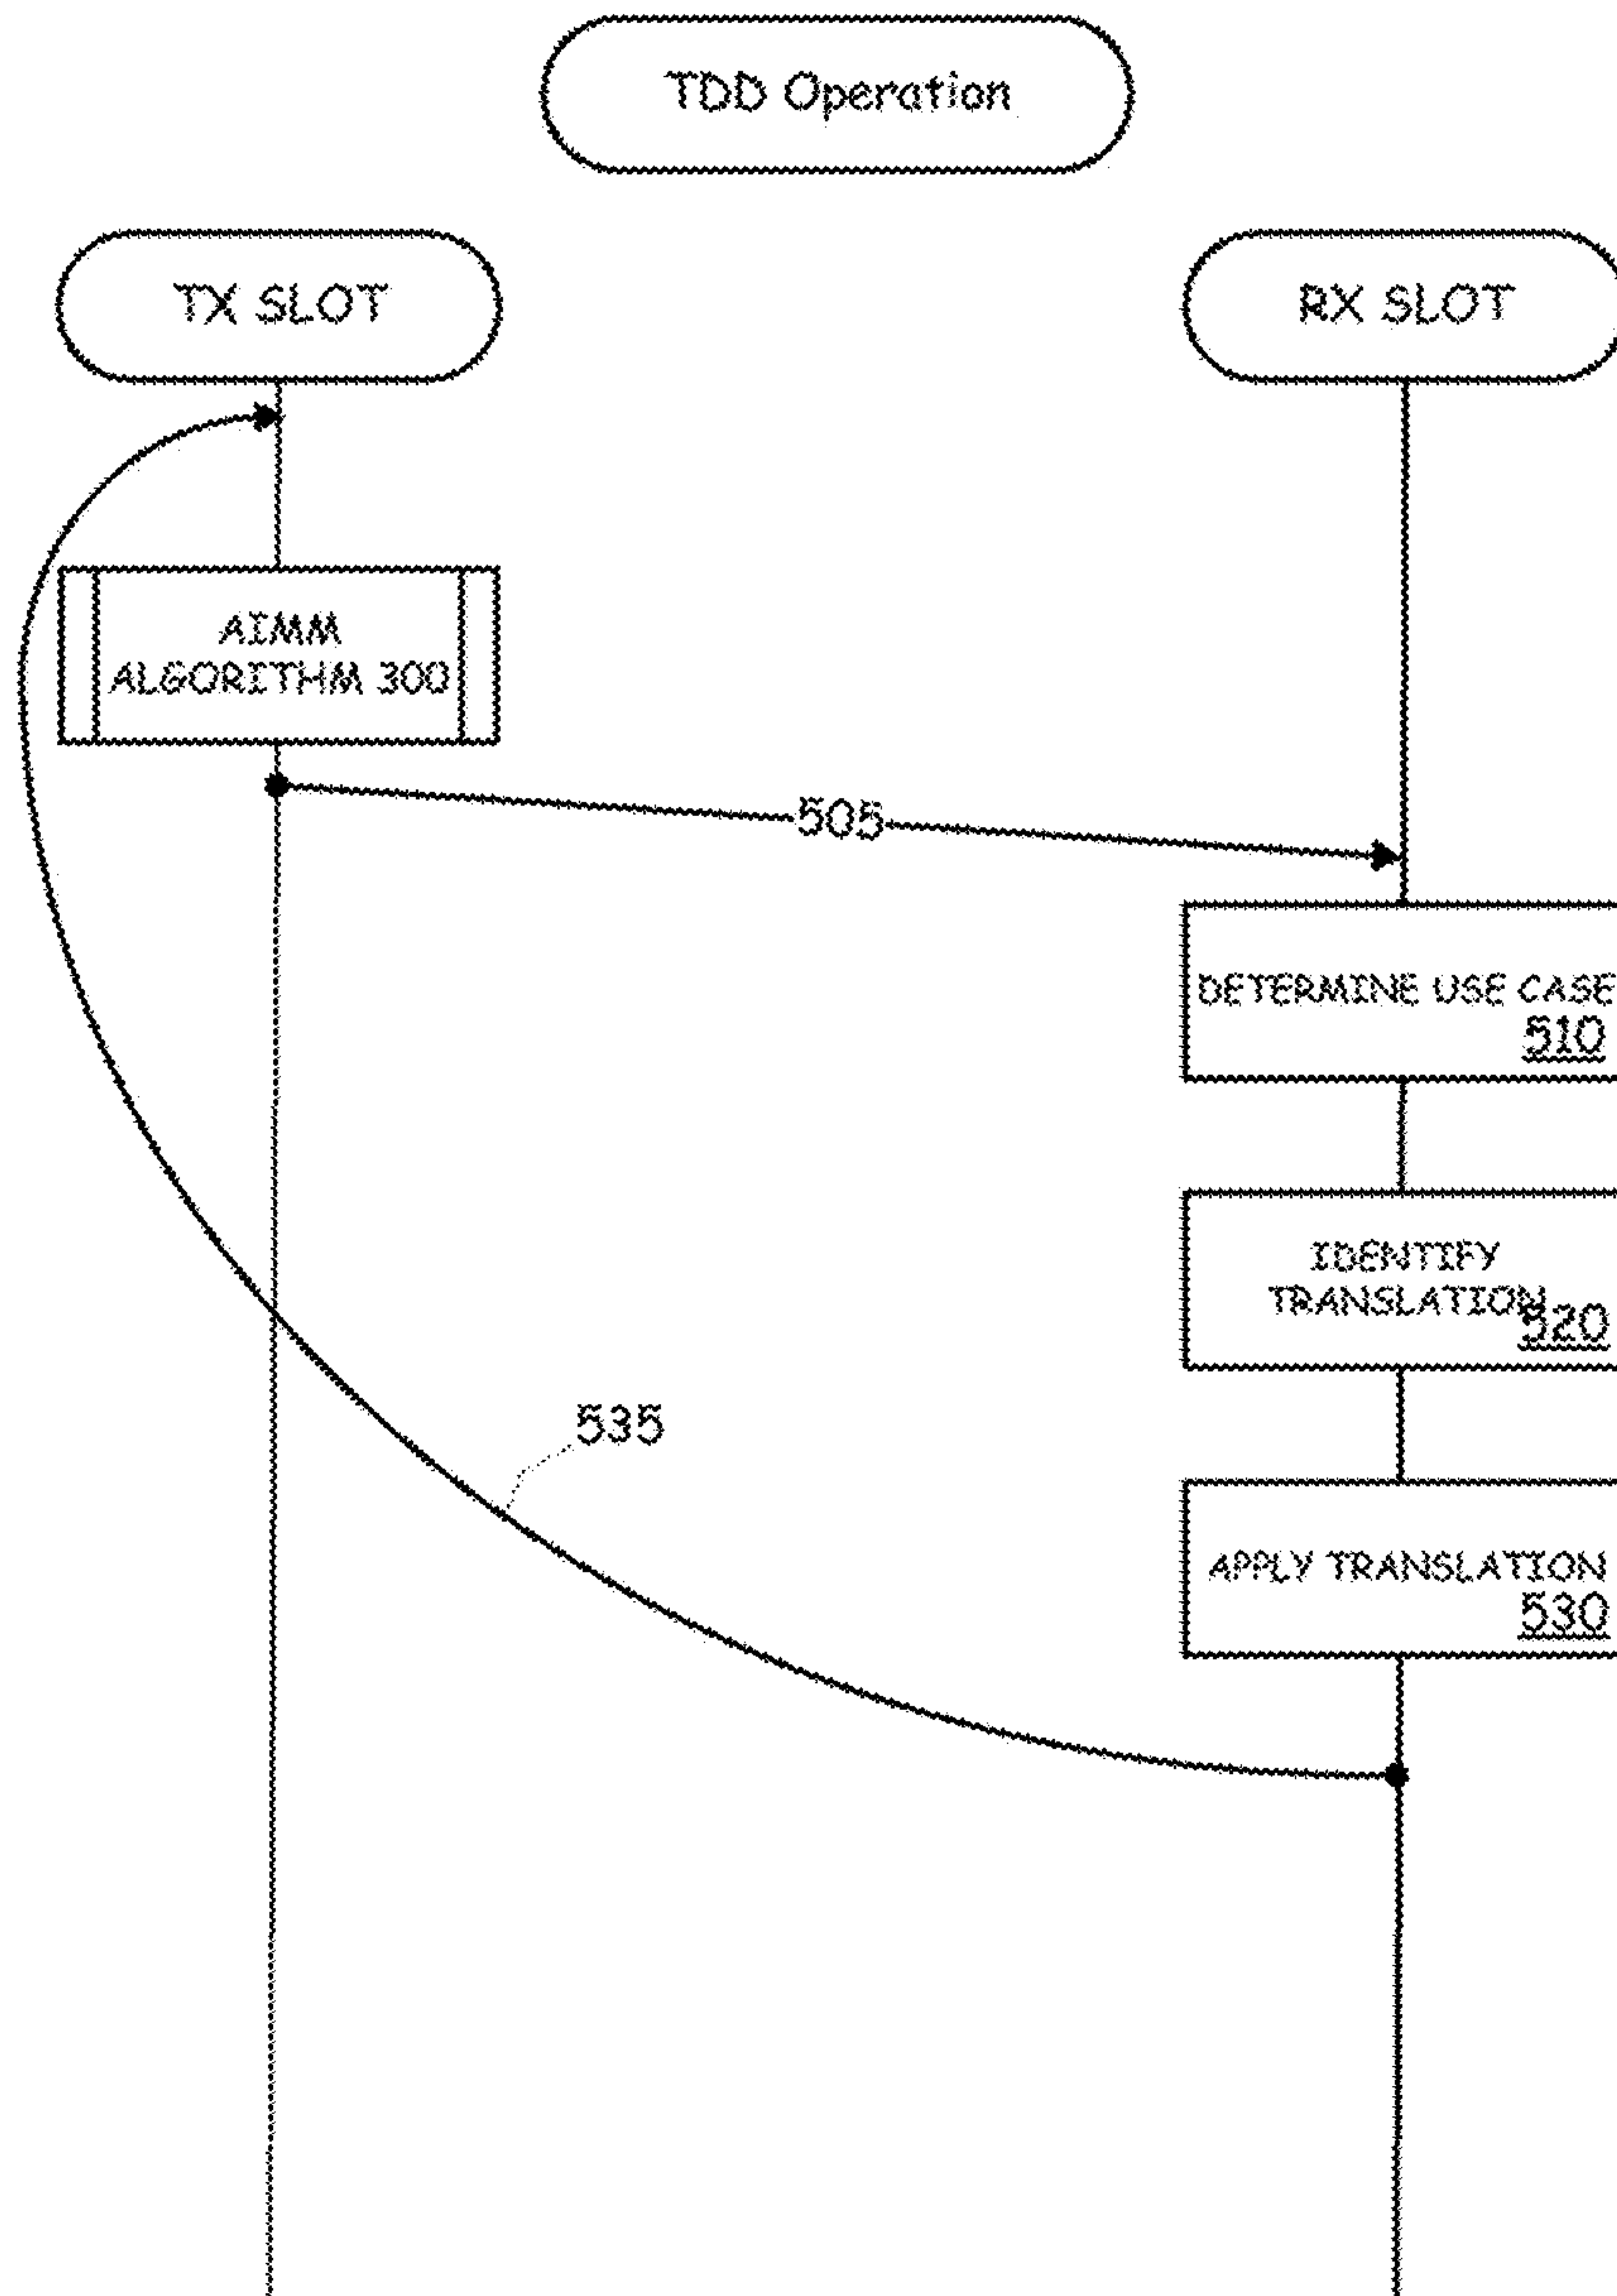 TDD Operation
TX SLOT
RX SLOT
AIMM
ALGORITHM 300
505
DETERMINE USE CASE
510
IDENTIFY
TRANSLATION
520
535
APPLY TRANSLATION
530